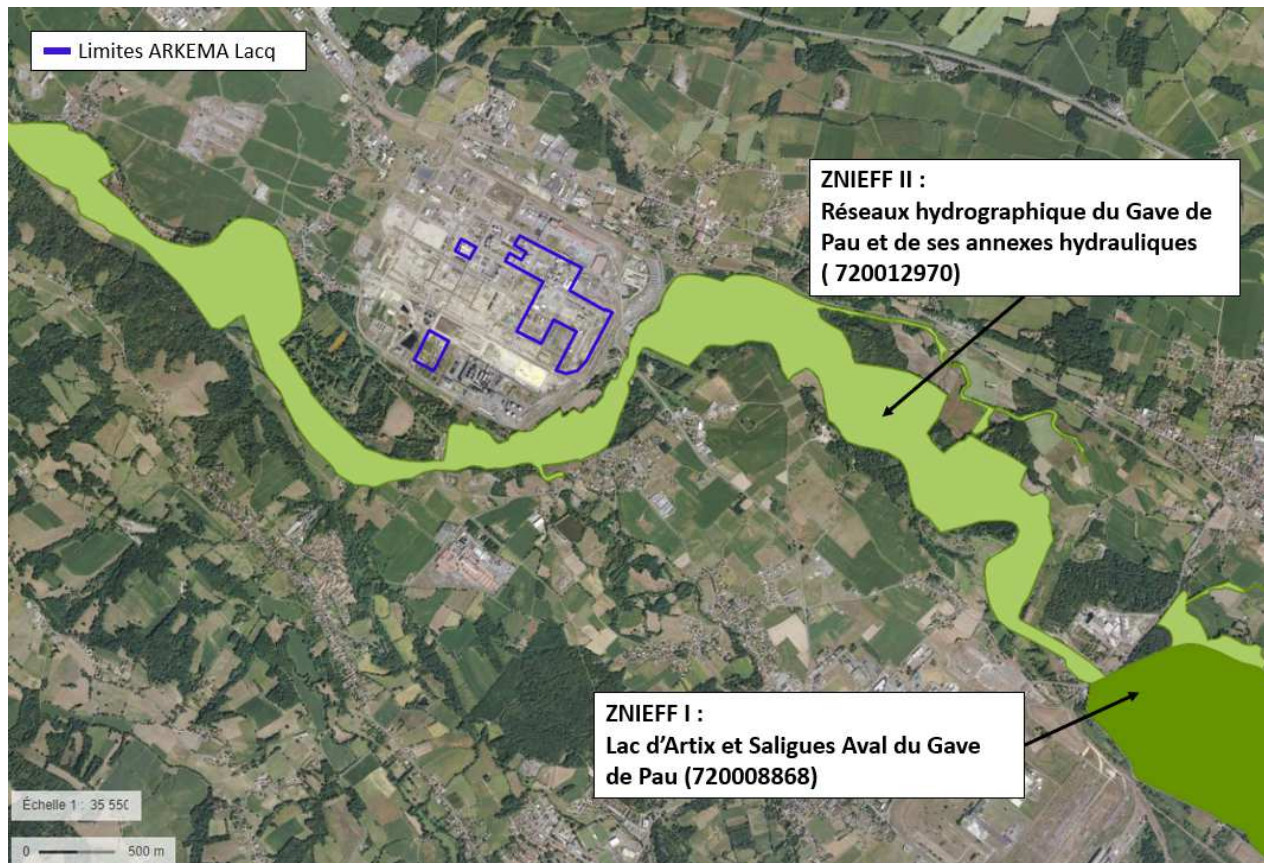 Limites ARKEMA Lacq
ZNIEFF II :
Réseaux hydrographique du Gave de
Pau et de ses annexes hydrauliques
( 720012970)
ZNIEFF I :
Lac d'Artix et Saligues Aval du Gave
de Pau (720008868)
Échelle 1 : 35 550
0 500 m